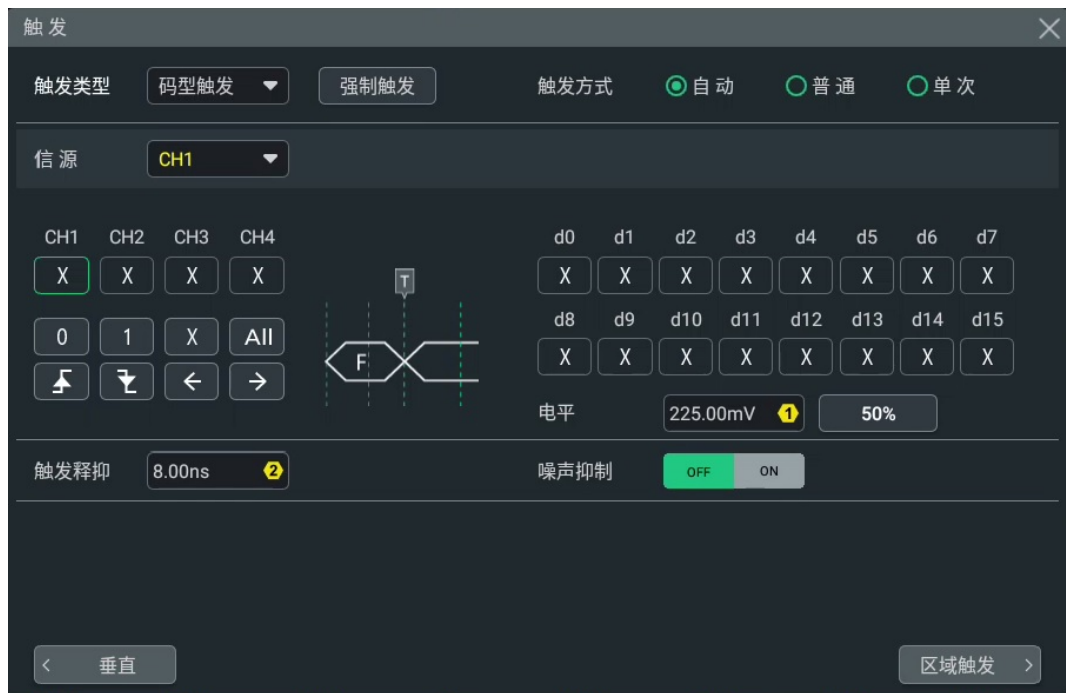 触发
触发类型 码型触发 强制触发 触发方式 自动 普通 单次
信源 CH1
CH1 CH2 CH3 CH4 d0 d1 d2 d3 d4 d5 d6 d7
X X X X T X X X X X X X X
d8 d9 d10 d11 d12 d13 d14 d15
0 1 X All F X X X X X X X X
电平 225.00mV 1 50%
触发释抑 8.00ns 2 噪声抑制 OFF ON
垂直 区域触发